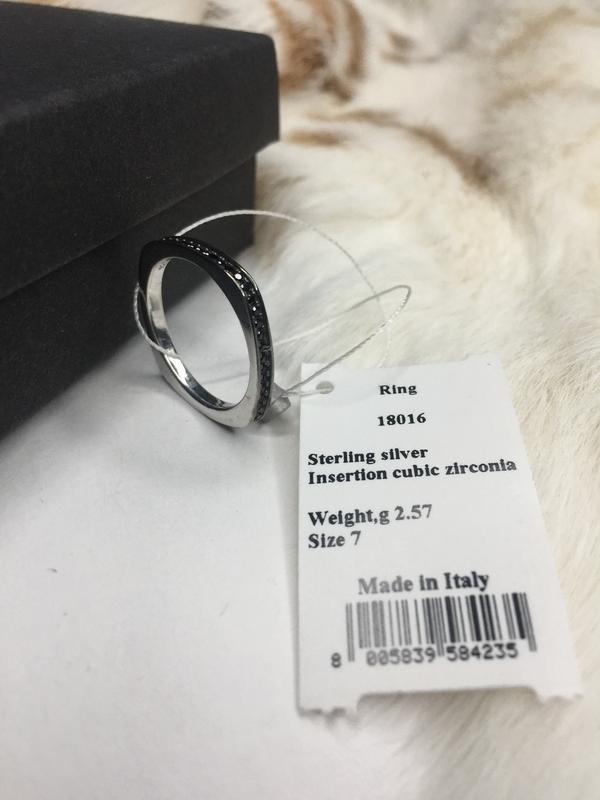 Ring
18016
Sterling silver
Insertion cubic zirconia
Weight,g 2.57
Size 7
Made in Italy
8 005839 584235